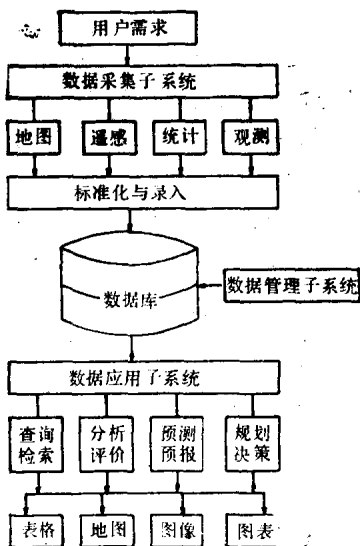 用户需求
数据采集子系统
地图 遥感 统计 观测
标准化与录入
数据库
数据管理子系统
数据应用子系统
查询 分析 预测 规划
检索 评价 预报 决策
表格 地图 图像 图表